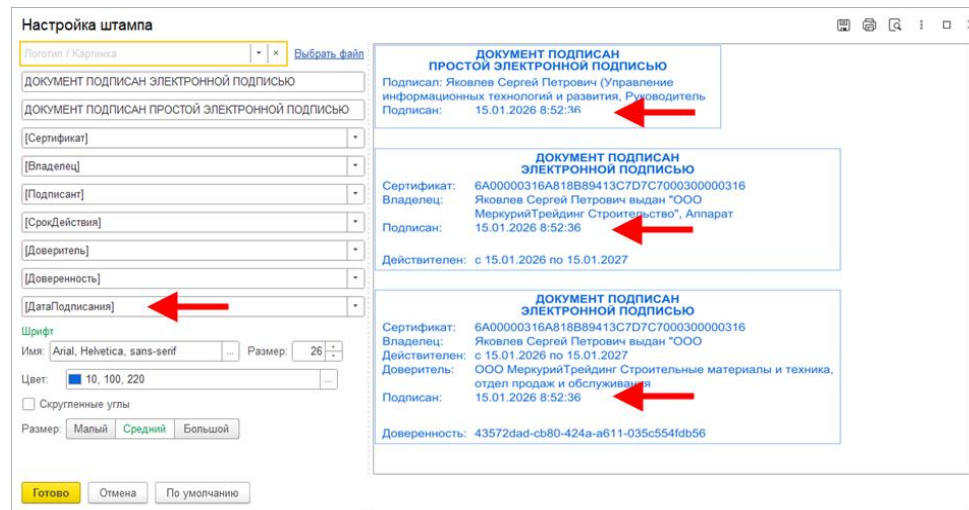 Настройка штампа
Логотип / Картинка
Выбрать файл
ДОКУМЕНТ ПОДПИСАН ЭЛЕКТРОННОЙ ПОДПИСЬЮ
ДОКУМЕНТ ПОДПИСАН ПРОСТОЙ ЭЛЕКТРОННОЙ ПОДПИСЬЮ
[Сертификат]
[Владелец]
[Подписант]
[СрокДействия]
[Доверитель]
[Доверенность]
[ДатаПодписания]
Шрифт
Имя: Arial, Helvetica, sans-serif ... Размер: 26
Цвет: 10, 100, 220 ...
Скругленные углы
Размер: Малый Средний Большой
Готово Отмена По умолчанию
ДОКУМЕНТ ПОДПИСАН
ПРОСТОЙ ЭЛЕКТРОННОЙ ПОДПИСЬЮ
Подписал: Яковлев Сергей Петрович (Управление
информационных технологий и развития, Руководитель
Подписан: 15.01.2026 8:52:36
ДОКУМЕНТ ПОДПИСАН
ЭЛЕКТРОННОЙ ПОДПИСЬЮ
Сертификат: 6A00000316A818B89413C7D7C7000300000316
Владелец: Яковлев Сергей Петрович выдан "ООО
МеркурийТрейдинг Строительство", Аппарат
Подписан: 15.01.2026 8:52:36
Действителен: с 15.01.2026 по 15.01.2027
ДОКУМЕНТ ПОДПИСАН
ЭЛЕКТРОННОЙ ПОДПИСЬЮ
Сертификат: 6A00000316A818B89413C7D7C7000300000316
Владелец: Яковлев Сергей Петрович выдан "ООО
Действителен: с 15.01.2026 по 15.01.2027
Доверитель: ООО МеркурийТрейдинг Строительные материалы и техника,
отдел продаж и обслуживания
Подписан: 15.01.2026 8:52:36
Доверенность: 43572dad-cb80-424a-a611-035c554fdb56